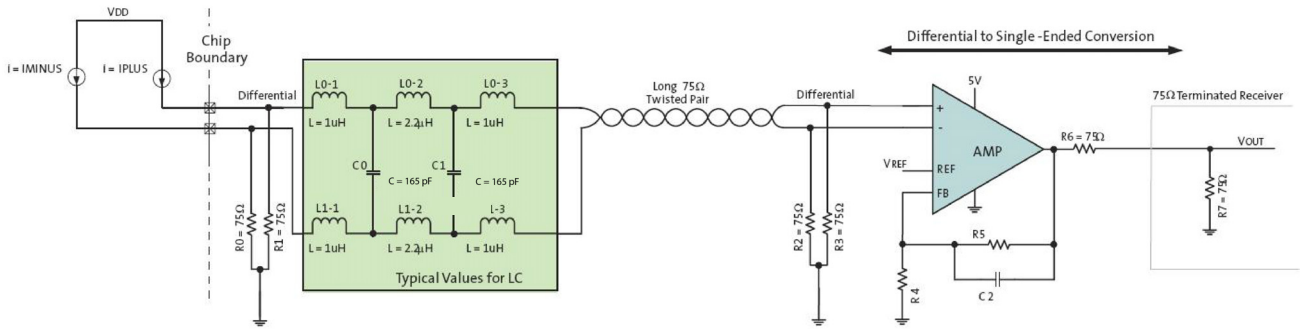 VDD
i = IMINUS
i = IPLUS
Chip
Boundary
Differential
L0-1
L = 1uH
L0-2
L = 2.2µH
L0-3
L = 1uH
C0
C = 165 pF
C1
C = 165 pF
L1-1
L = 1uH
L1-2
L = 2.2µH
L-3
L = 1uH
Typical Values for LC
R0 = 75Ω
R1 = 75Ω
Long 75Ω
Twisted Pair
Differential
R2 = 75Ω
R3 = 75Ω
Differential to Single -Ended Conversion
5V
+
-
AMP
VREF
REF
FB
R 4
R5
C 2
R6 = 75Ω
75Ω Terminated Receiver
VOUT
R7 = 75Ω